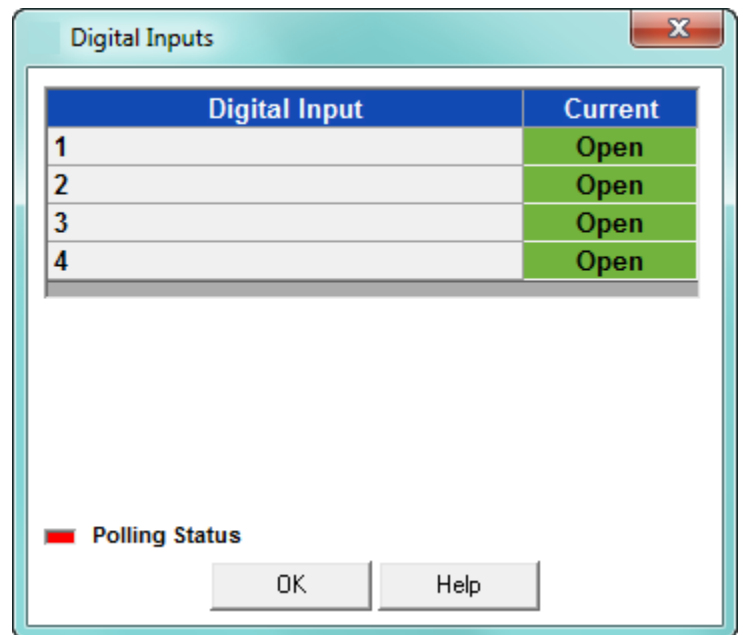 Digital Inputs
Digital Input Current
1 Open
2 Open
3 Open
4 Open
Polling Status
OK Help